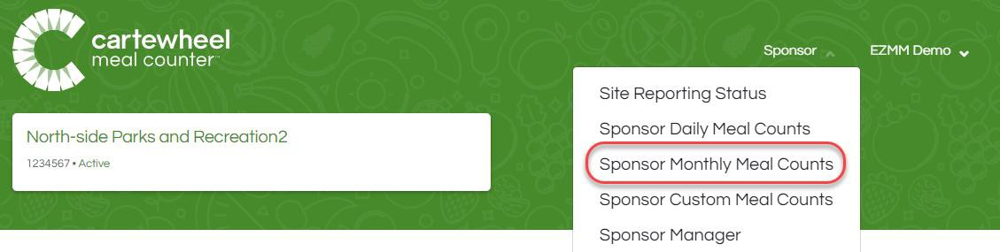 cartewheel
meal counter™
Sponsor
EZMM Demo
Site Reporting Status
Sponsor Daily Meal Counts
Sponsor Monthly Meal Counts
Sponsor Custom Meal Counts
Sponsor Manager
North-side Parks and Recreation2
1234567 • Active